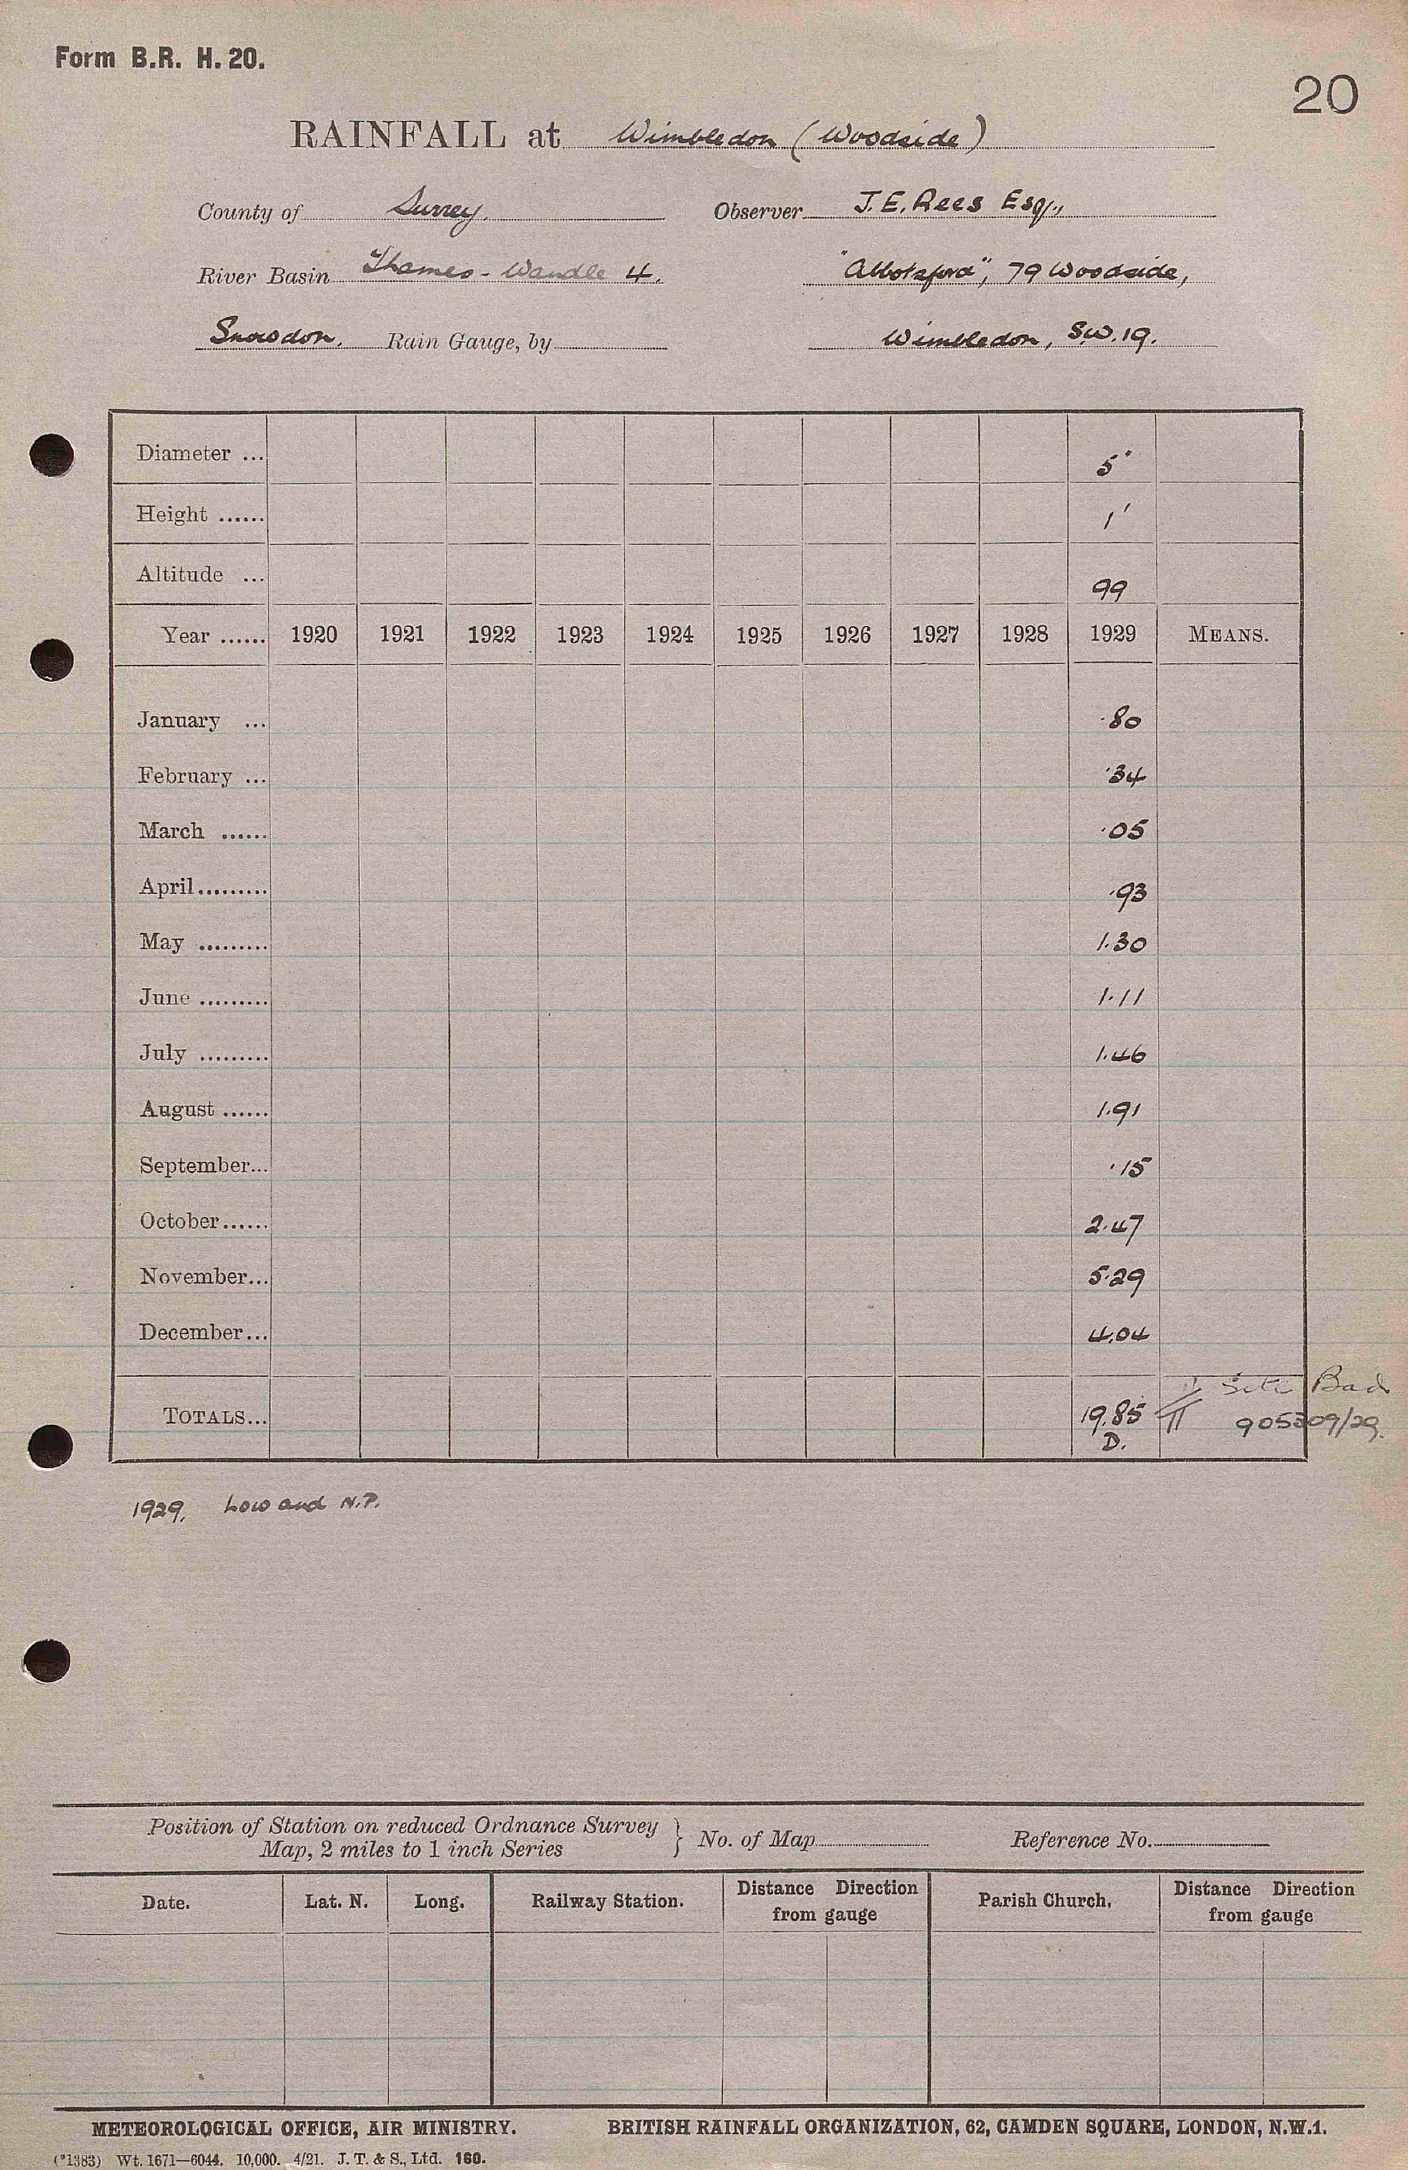 Form B.R. H. 20.
20
RAINFALL at Wimbledon (Woodside)
County of Surrey. Observer J. E. Rees Esq.,
River Basin Thames - Wandle 4. "Abbotsford", 79 Woodside,
Snowdon. Rain Gauge, by Wimbledon, S.W. 19.
Diameter ... 5"
Height ...... 1'
Altitude ... 99
Year ...... 1920 1921 1922 1923 1924 1925 1926 1927 1928 1929 MEANS.
January ... ·80
February ... ·34
March ...... ·05
April ......... ·93
May ......... 1·30
June ......... 1·11
July ......... 1·46
August ...... 1·91
September... ·15
October...... 2·47
November... 5·29
December... 4.04
Site Bad
TOTALS... 19.85 905309/29.
D.
1929. Low and N.P.
Position of Station on reduced Ordnance Survey
Map, 2 miles to 1 inch Series } No. of Map Reference No.
Date. Lat. N. Long. Railway Station. Distance Direction from gauge Parish Church. Distance Direction from gauge
METEOROLOGICAL OFFICE, AIR MINISTRY. BRITISH RAINFALL ORGANIZATION, 62, CAMDEN SQUARE, LONDON, N.W.1.
(*1383) Wt. 1671—6044. 10,000. 4/21. J. T. & S., Ltd. 160.